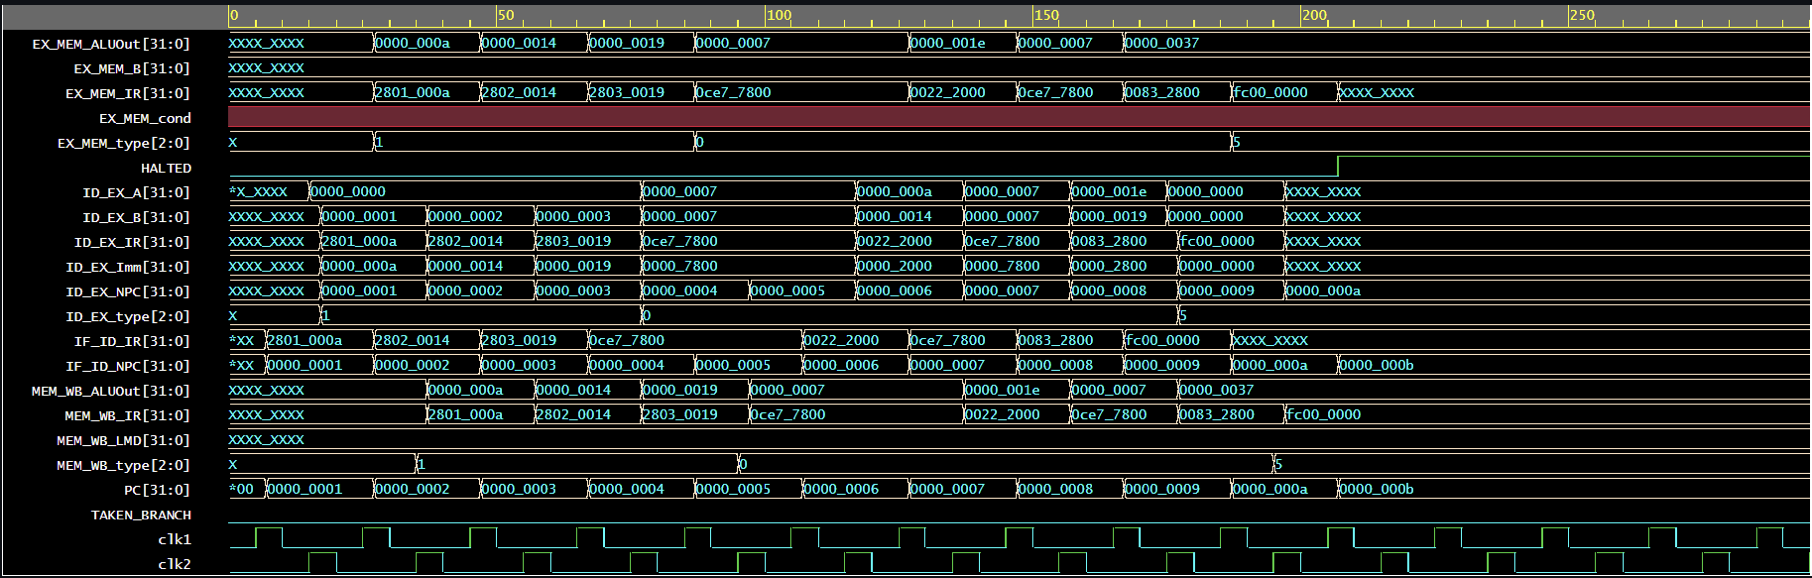 0 50 100 150 200 250
EX_MEM_ALUOut[31:0] XXXX_XXXX 0000_000a 0000_0014 0000_0019 0000_0007 0000_001e 0000_0007 0000_0037
EX_MEM_B[31:0] XXXX_XXXX
EX_MEM_IR[31:0] XXXX_XXXX 2801_000a 2802_0014 2803_0019 0ce7_7800 0022_2000 0ce7_7800 0083_2800 fc00_0000 XXXX_XXXX
EX_MEM_cond
EX_MEM_type[2:0] X 1 0 5
HALTED
ID_EX_A[31:0] *X_XXXX 0000_0000 0000_0007 0000_000a 0000_0007 0000_001e 0000_0000 XXXX_XXXX
ID_EX_B[31:0] XXXX_XXXX 0000_0001 0000_0002 0000_0003 0000_0007 0000_0014 0000_0007 0000_0019 0000_0000 XXXX_XXXX
ID_EX_IR[31:0] XXXX_XXXX 2801_000a 2802_0014 2803_0019 0ce7_7800 0022_2000 0ce7_7800 0083_2800 fc00_0000 XXXX_XXXX
ID_EX_Imm[31:0] XXXX_XXXX 0000_000a 0000_0014 0000_0019 0000_7800 0000_2000 0000_7800 0000_2800 0000_0000 XXXX_XXXX
ID_EX_NPC[31:0] XXXX_XXXX 0000_0001 0000_0002 0000_0003 0000_0004 0000_0005 0000_0006 0000_0007 0000_0008 0000_0009 0000_000a
ID_EX_type[2:0] X 1 0 5
IF_ID_IR[31:0] *XX 2801_000a 2802_0014 2803_0019 0ce7_7800 0022_2000 0ce7_7800 0083_2800 fc00_0000 XXXX_XXXX
IF_ID_NPC[31:0] *XX 0000_0001 0000_0002 0000_0003 0000_0004 0000_0005 0000_0006 0000_0007 0000_0008 0000_0009 0000_000a 0000_000b
MEM_WB_ALUOut[31:0] XXXX_XXXX 0000_000a 0000_0014 0000_0019 0000_0007 0000_001e 0000_0007 0000_0037
MEM_WB_IR[31:0] XXXX_XXXX 2801_000a 2802_0014 2803_0019 0ce7_7800 0022_2000 0ce7_7800 0083_2800 fc00_0000
MEM_WB_LMD[31:0] XXXX_XXXX
MEM_WB_type[2:0] X 1 0 5
PC[31:0] *00 0000_0001 0000_0002 0000_0003 0000_0004 0000_0005 0000_0006 0000_0007 0000_0008 0000_0009 0000_000a 0000_000b
TAKEN_BRANCH
clk1
clk2